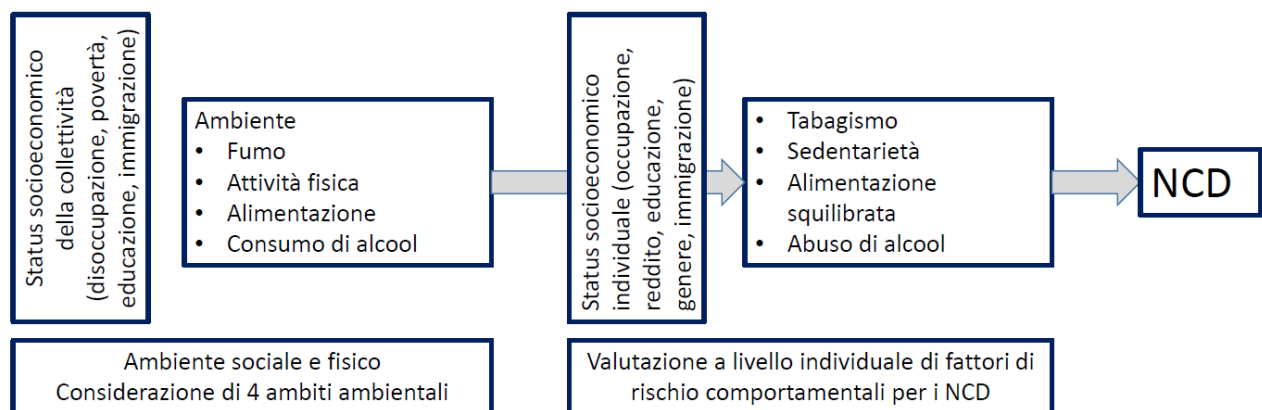 Status socioeconomico
della collettività
(disoccupazione, povertà,
educazione, immigrazione)
Ambiente
• Fumo
• Attività fisica
• Alimentazione
• Consumo di alcool
Status socioeconomico
individuale (occupazione,
reddito, educazione,
genere, immigrazione)
• Tabagismo
• Sedentarietà
• Alimentazione
squilibrata
• Abuso di alcool
NCD
Ambiente sociale e fisico
Considerazione di 4 ambiti ambientali
Valutazione a livello individuale di fattori di
rischio comportamentali per i NCD